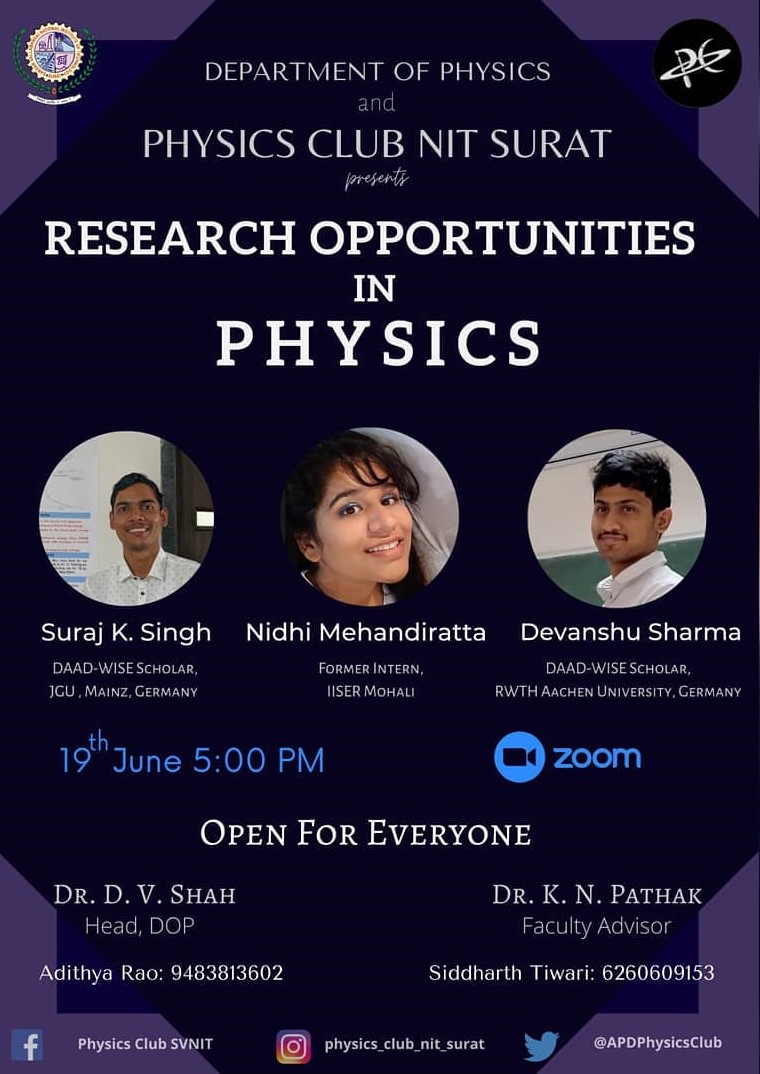 DEPARTMENT OF PHYSICS
and
PHYSICS CLUB NIT SURAT
presents
RESEARCH OPPORTUNITIES
IN
PHYSICS
Suraj K. Singh
DAAD-WISE Scholar,
JGU , Mainz, Germany
Nidhi Mehandiratta
Former Intern,
IISER Mohali
Devanshu Sharma
DAAD-WISE Scholar,
RWTH Aachen University, Germany
19th June 5:00 PM
zoom
Open For Everyone
Dr. D. V. Shah
Head, DOP
Dr. K. N. Pathak
Faculty Advisor
Adithya Rao: 9483813602
Siddharth Tiwari: 6260609153
Physics Club SVNIT
physics_club_nit_surat
@APDPhysicsClub